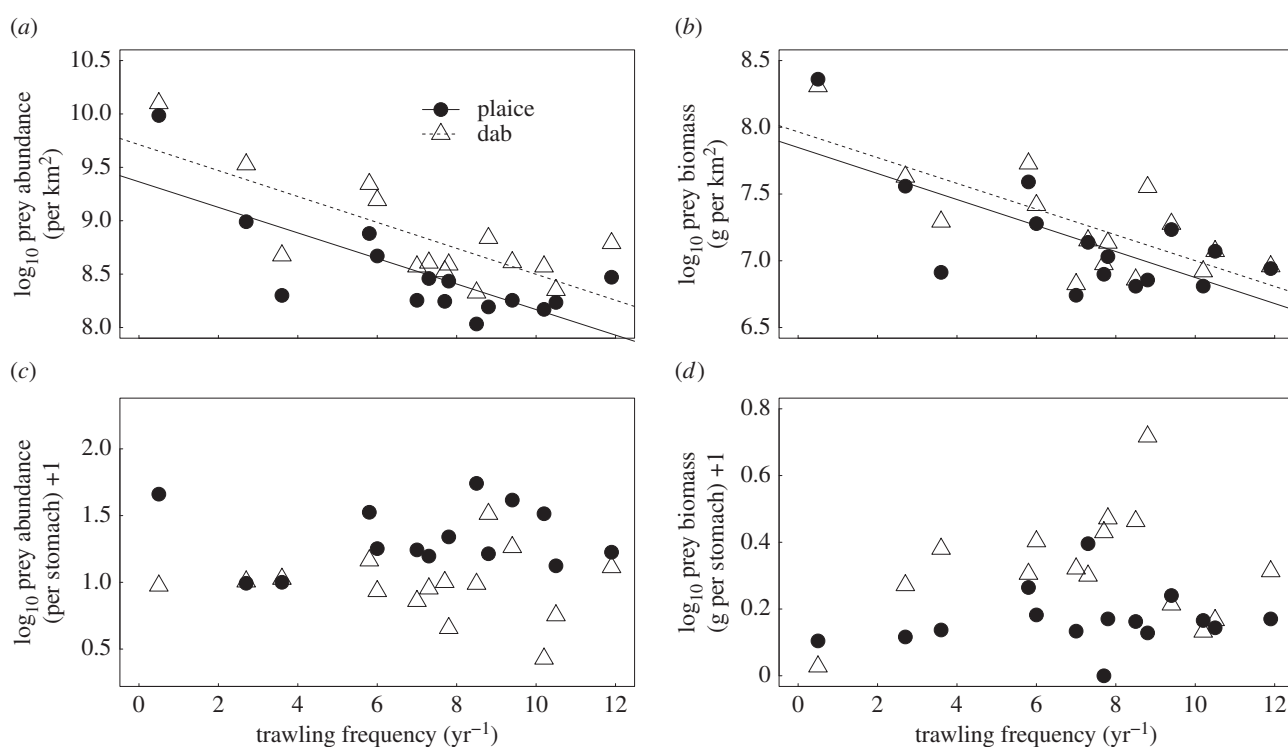 (a)
log10 prey abundance
(per km²)
10.5
10.0
9.5
9.0
8.5
8.0
plaice
dab
(b)
log10 prey biomass
(g per km²)
8.5
8.0
7.5
7.0
6.5
(c)
log10 prey abundance
(per stomach) +1
2.0
1.5
1.0
0.5
0 2 4 6 8 10 12
trawling frequency (yr⁻¹)
(d)
log10 prey biomass
(g per stomach) +1
0.8
0.6
0.4
0.2
0
0 2 4 6 8 10 12
trawling frequency (yr⁻¹)